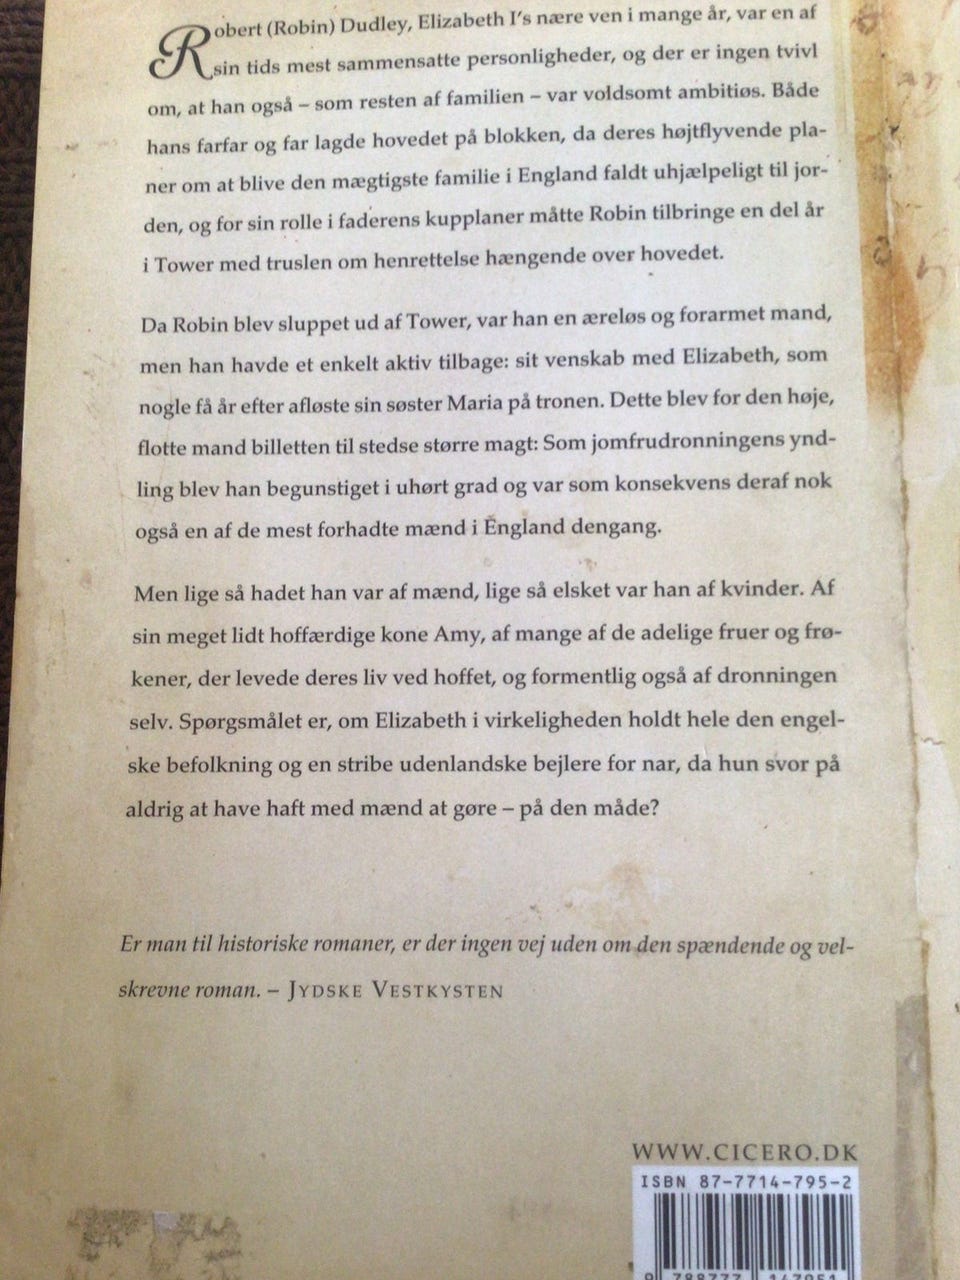 Robert (Robin) Dudley, Elizabeth I's nære ven i mange år, var en af
sin tids mest sammensatte personligheder, og der er ingen tvivl
om, at han også – som resten af familien – var voldsomt ambitiøs. Både
hans farfar og far lagde hovedet på blokken, da deres højtflyvende pla-
ner om at blive den mægtigste familie i England faldt uhjælpeligt til jor-
den, og for sin rolle i faderens kupplaner måtte Robin tilbringe en del år
i Tower med truslen om henrettelse hængende over hovedet.
Da Robin blev sluppet ud af Tower, var han en æreløs og forarmet mand,
men han havde et enkelt aktiv tilbage: sit venskab med Elizabeth, som
nogle få år efter afløste sin søster Maria på tronen. Dette blev for den høje,
flotte mand billetten til stedse større magt: Som jomfrudronningens ynd-
ling blev han begunstiget i uhørt grad og var som konsekvens deraf nok
også en af de mest forhadte mænd i England dengang.
Men lige så hadet han var af mænd, lige så elsket var han af kvinder. Af
sin meget lidt hoffærdige kone Amy, af mange af de adelige fruer og frø-
kener, der levede deres liv ved hoffet, og formentlig også af dronningen
selv. Spørgsmålet er, om Elizabeth i virkeligheden holdt hele den engel-
ske befolkning og en stribe udenlandske bejlere for nar, da hun svor på
aldrig at have haft med mænd at gøre – på den måde?
Er man til historiske romaner, er der ingen vej uden om den spændende og vel-
skrevne roman. – JYDSKE VESTKYSTEN
WWW.CICERO.DK
ISBN 87-7714-795-2
9 788777 147951